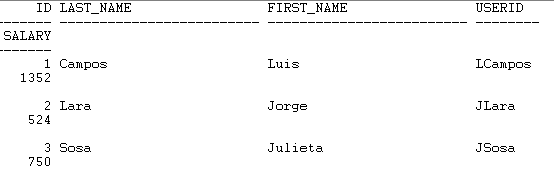 ID LAST_NAME FIRST_NAME USERID
------- ------------------------- ------------------------- --------
SALARY
-------
1 Campos Luis LCampos
1352
2 Lara Jorge JLara
524
3 Sosa Julieta JSosa
750